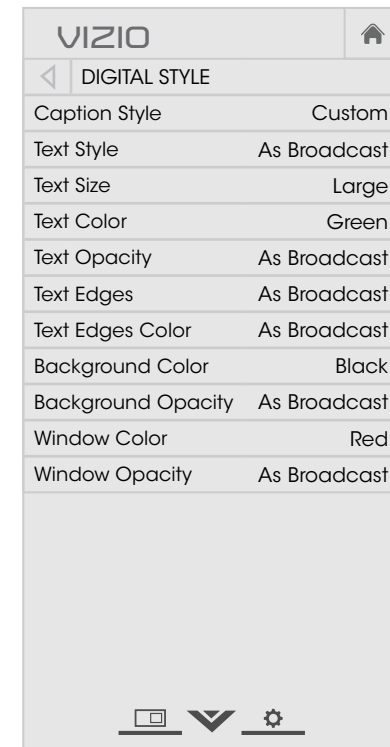 VIZIO
DIGITAL STYLE
Caption Style Custom
Text Style As Broadcast
Text Size Large
Text Color Green
Text Opacity As Broadcast
Text Edges As Broadcast
Text Edges Color As Broadcast
Background Color Black
Background Opacity As Broadcast
Window Color Red
Window Opacity As Broadcast